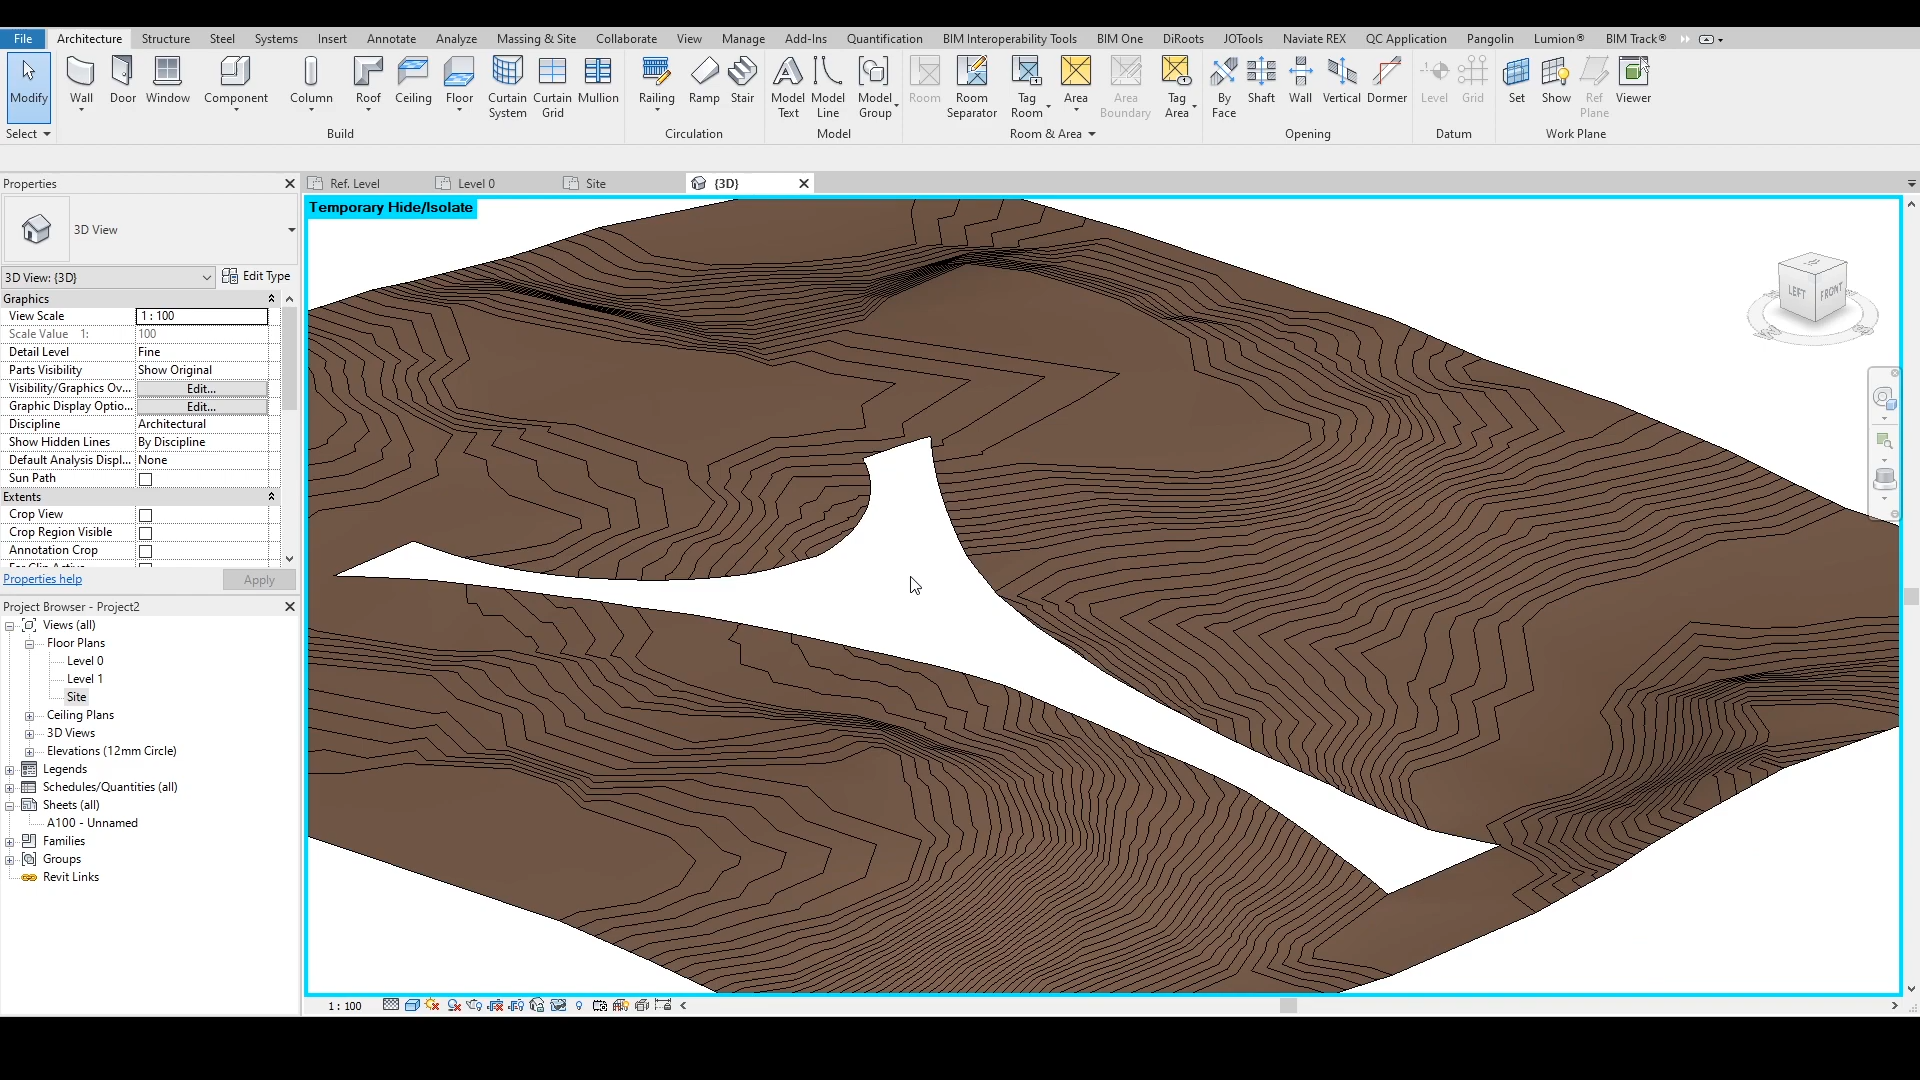 File Architecture Structure Steel Systems Insert Annotate Analyze Massing & Site Collaborate View Manage Add-Ins Quantification BIM Interoperability Tools BIM One DiRoots JOTools Naviate REX QC Application Pangolin Lumion® BIM Track®
Modify Wall Door Window Component Column Roof Ceiling Floor Curtain System Curtain Grid Mullion Railing Ramp Stair Model Text Model Line Model Group Room Room Separator Tag Room Area Area Boundary Tag Area By Face Shaft Wall Vertical Dormer Level Grid Set Show Ref Plane Viewer
Select Build Circulation Model Room & Area Opening Datum Work Plane
Properties
Ref. Level Level 0 Site {3D}
Temporary Hide/Isolate
3D View
3D View: {3D} Edit Type
Graphics
View Scale 1 : 100
Scale Value 1: 100
Detail Level Fine
Parts Visibility Show Original
Visibility/Graphics Ov... Edit...
Graphic Display Optio... Edit...
Discipline Architectural
Show Hidden Lines By Discipline
Default Analysis Displ... None
Sun Path
Extents
Crop View
Crop Region Visible
Annotation Crop
Properties help Apply
Project Browser - Project2
Views (all)
Floor Plans
Level 0
Level 1
Site
Ceiling Plans
3D Views
Elevations (12mm Circle)
Legends
Schedules/Quantities (all)
Sheets (all)
A100 - Unnamed
Families
Groups
Revit Links
LEFT FRONT
1 : 100